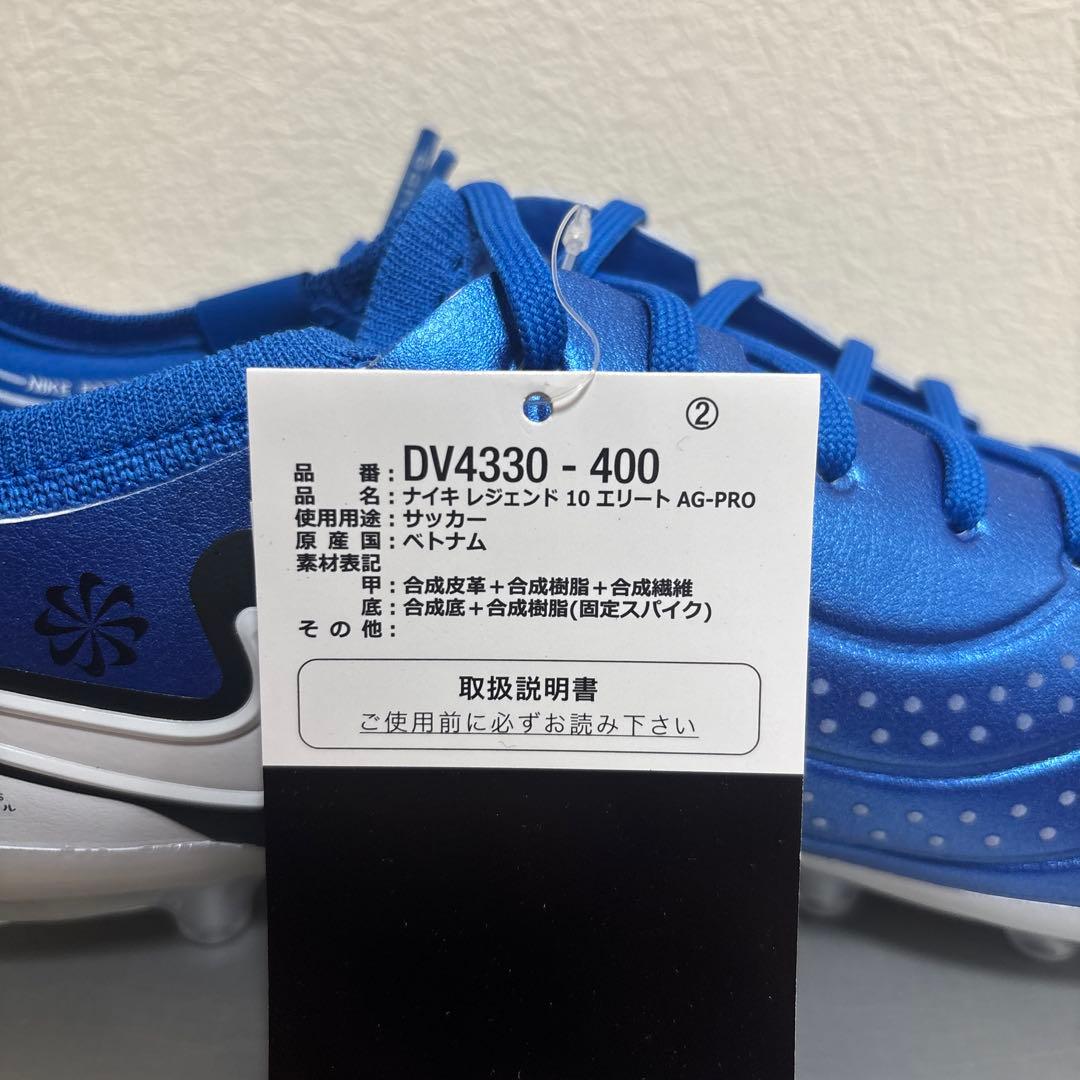 ②
品番:DV4330 - 400
品名:ナイキ レジェンド 10 エリート AG-PRO
使用用途:サッカー
原産国:ベトナム
素材表記
甲:合成皮革+合成樹脂+合成繊維
底:合成底+合成樹脂(固定スパイク)
その他:
取扱説明書
ご使用前に必ずお読み下さい
NIKE